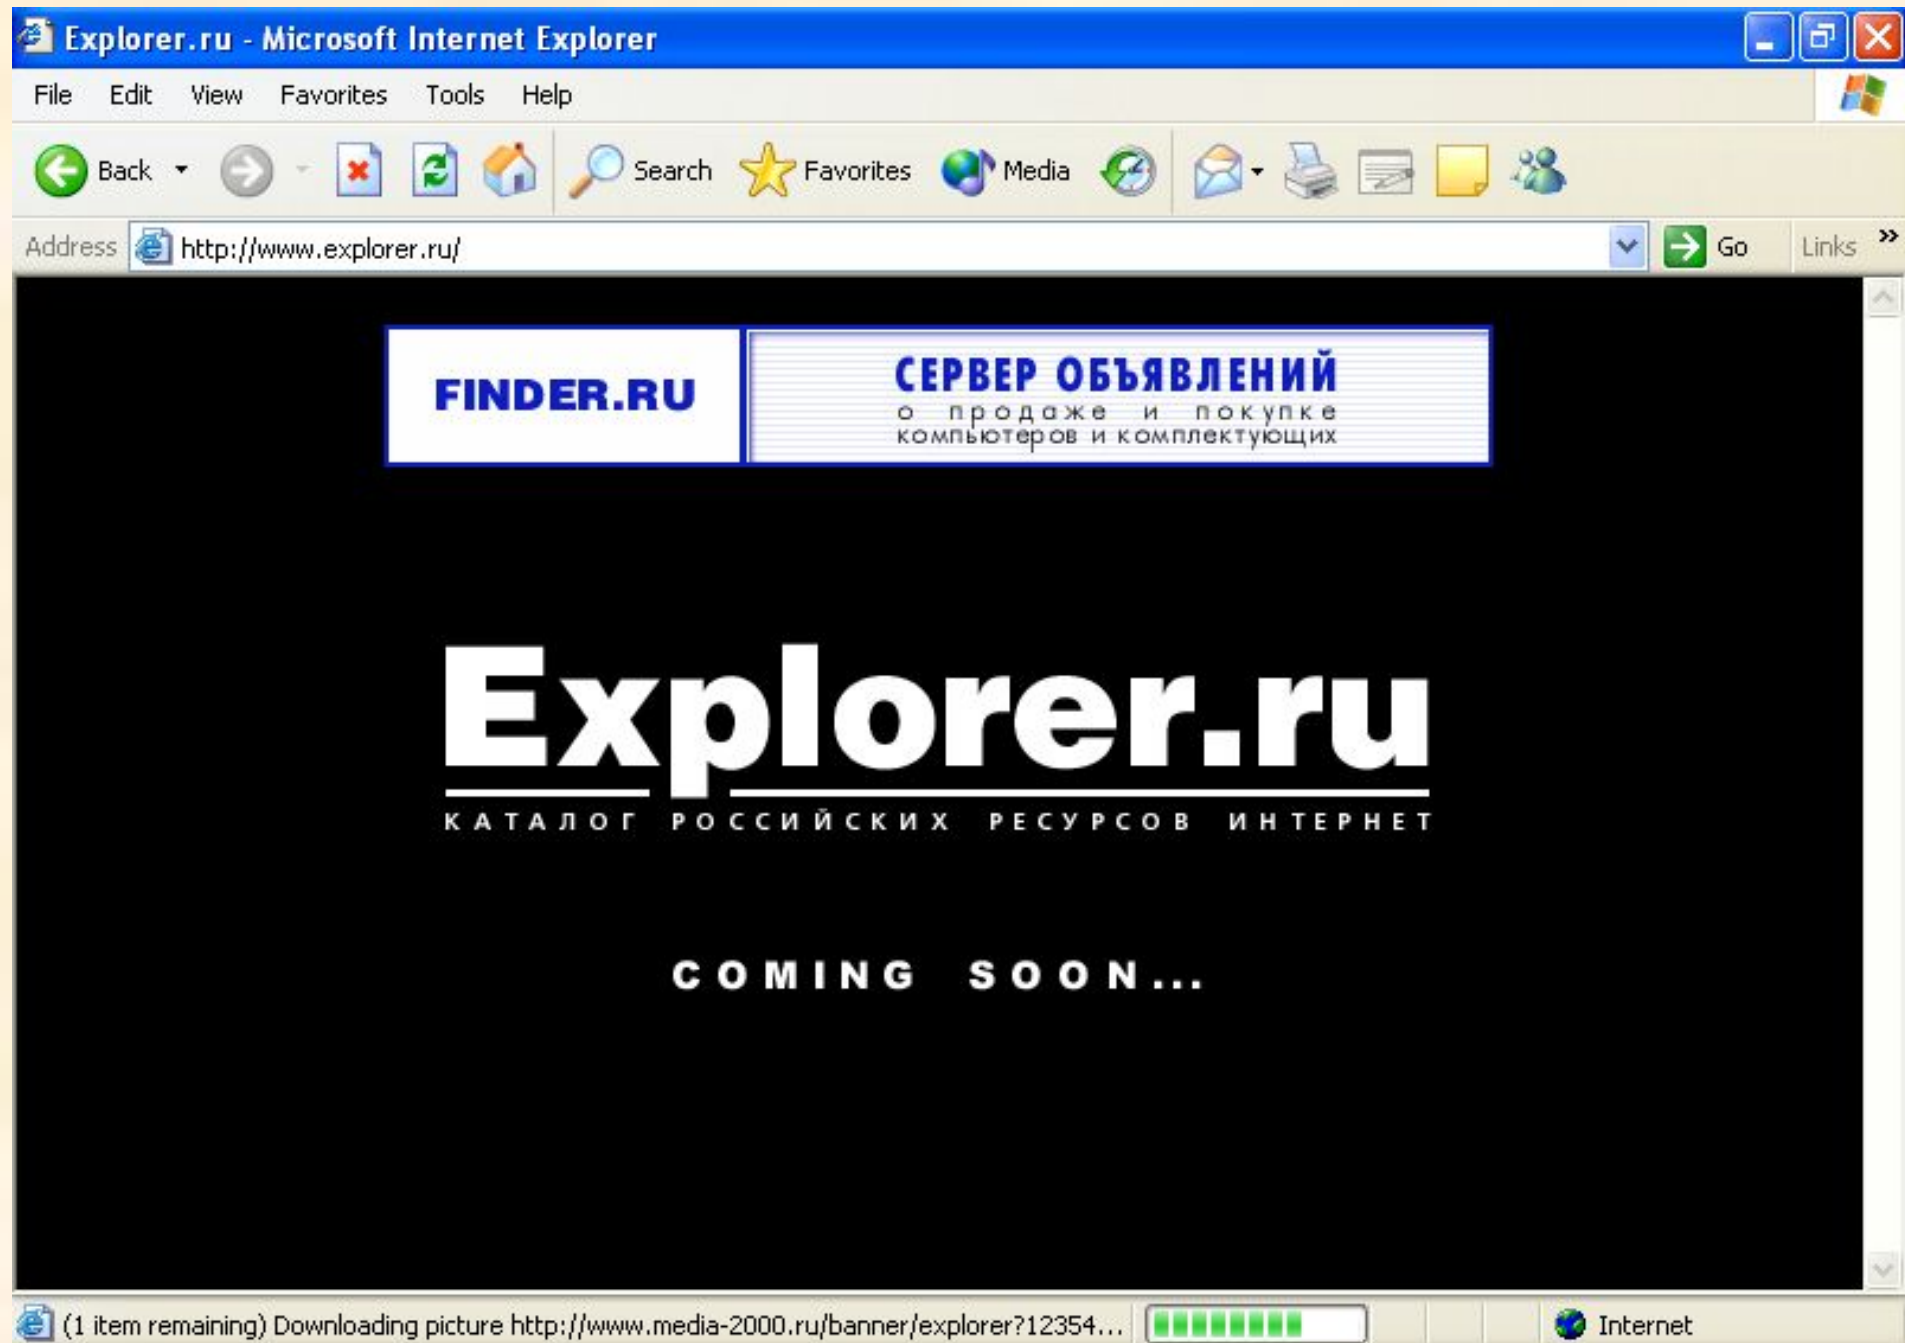 Explorer.ru - Microsoft Internet Explorer
File Edit View Favorites Tools Help
Back Search Favorites Media
Address http://www.explorer.ru/ Go Links »
FINDER.RU
СЕРВЕР ОБЪЯВЛЕНИЙ
о продаже и покупке
компьютеров и комплектующих
Explorer.ru
КАТАЛОГ РОССИЙСКИХ РЕСУРСОВ ИНТЕРНЕТ
COMING SOON...
(1 item remaining) Downloading picture http://www.media-2000.ru/banner/explorer?12354... Internet